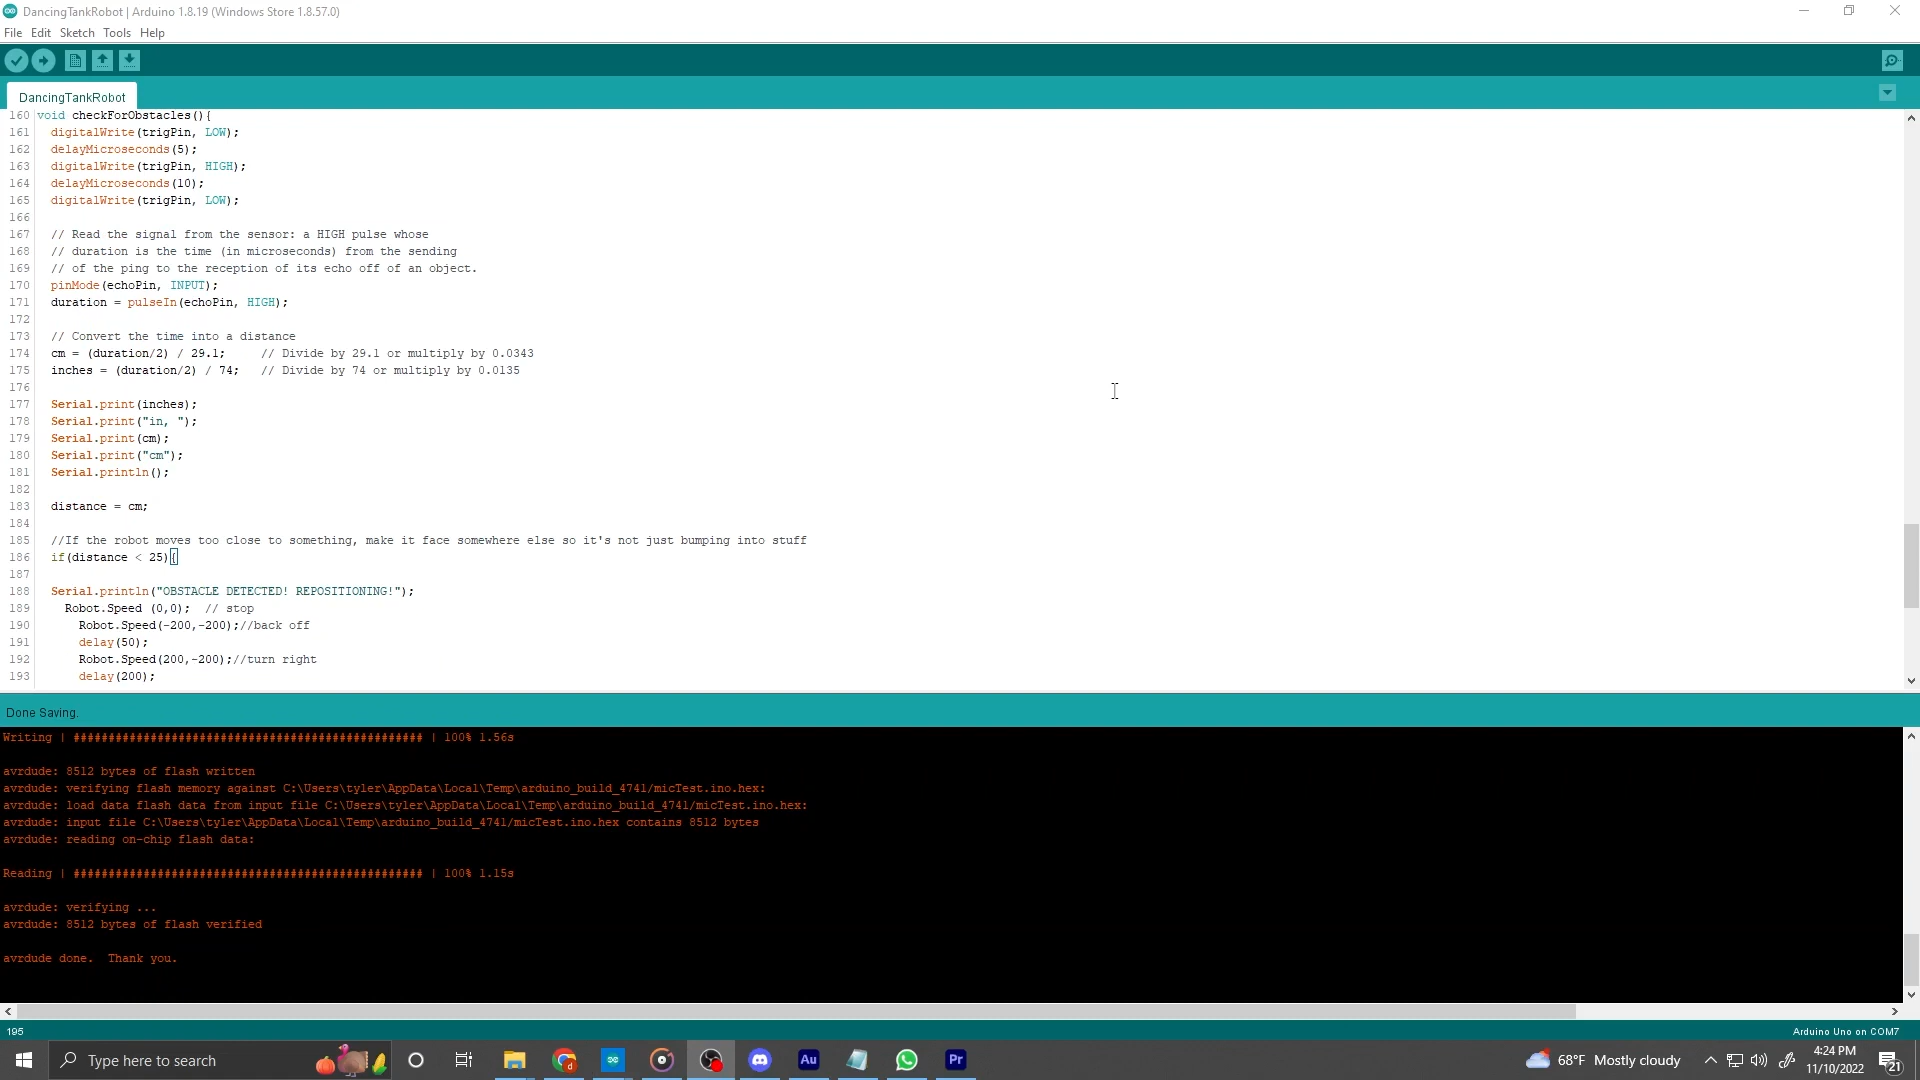 DancingTankRobot | Arduino 1.8.19 (Windows Store 1.8.57.0)
File Edit Sketch Tools Help
DancingTankRobot
160 void checkForObstacles(){
161 digitalWrite(trigPin, LOW);
162 delayMicroseconds(5);
163 digitalWrite(trigPin, HIGH);
164 delayMicroseconds(10);
165 digitalWrite(trigPin, LOW);
166
167 // Read the signal from the sensor: a HIGH pulse whose
168 // duration is the time (in microseconds) from the sending
169 // of the ping to the reception of its echo off of an object.
170 pinMode(echoPin, INPUT);
171 duration = pulseIn(echoPin, HIGH);
172
173 // Convert the time into a distance
174 cm = (duration/2) / 29.1; // Divide by 29.1 or multiply by 0.0343
175 inches = (duration/2) / 74; // Divide by 74 or multiply by 0.0135
176
177 Serial.print(inches);
178 Serial.print("in, ");
179 Serial.print(cm);
180 Serial.print("cm");
181 Serial.println();
182
183 distance = cm;
184
185 //If the robot moves too close to something, make it face somewhere else so it's not just bumping into stuff
186 if(distance < 25){
187
188 Serial.println("OBSTACLE DETECTED! REPOSITIONING!");
189 Robot.Speed (0,0); // stop
190 Robot.Speed(-200,-200);//back off
191 delay(50);
192 Robot.Speed(200,-200);//turn right
193 delay(200);
Done Saving.
Writing | ################################################## | 100% 1.56s
avrdude: 8512 bytes of flash written
avrdude: verifying flash memory against C:\Users\tyler\AppData\Local\Temp\arduino_build_4741/micTest.ino.hex:
avrdude: load data flash data from input file C:\Users\tyler\AppData\Local\Temp\arduino_build_4741/micTest.ino.hex:
avrdude: input file C:\Users\tyler\AppData\Local\Temp\arduino_build_4741/micTest.ino.hex contains 8512 bytes
avrdude: reading on-chip flash data:
Reading | ################################################## | 100% 1.15s
avrdude: verifying ...
avrdude: 8512 bytes of flash verified
avrdude done. Thank you.
195
Arduino Uno on COM7
Type here to search
Au
Pr
68°F Mostly cloudy
4:24 PM
11/10/2022
21